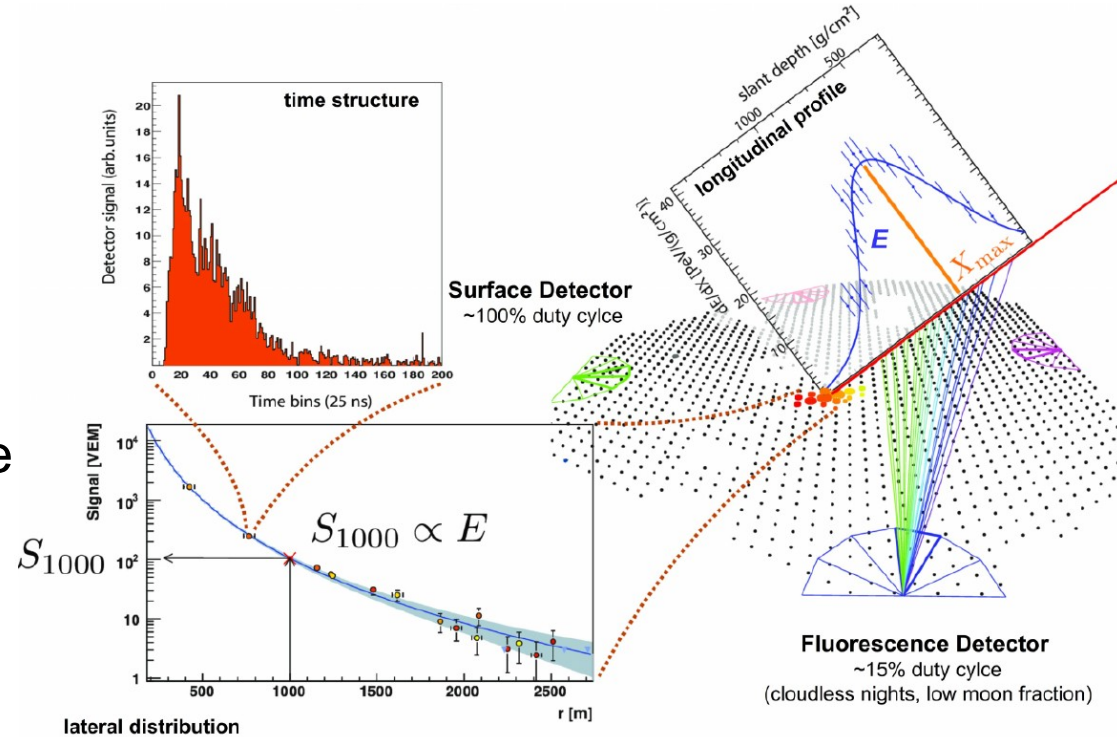 time structure
Detector signal (arb.units)
20
18
16
14
12
10
8
6
4
2
0 20 40 60 80 100 120 140 160 180 200
Time bins (25 ns)
slant depth [g/cm²]
500
1000
longitudinal profile
40
30
20
10
dE/dX [PeV/(g/cm²)]
E
Xmax
Surface Detector
~100% duty cylce
e
Signal [VEM]
10⁴
10³
10²
10
1
S1000 ∝ E
S1000
500 1000 1500 2000 2500
r [m]
lateral distribution
Fluorescence Detector
~15% duty cylce
(cloudless nights, low moon fraction)